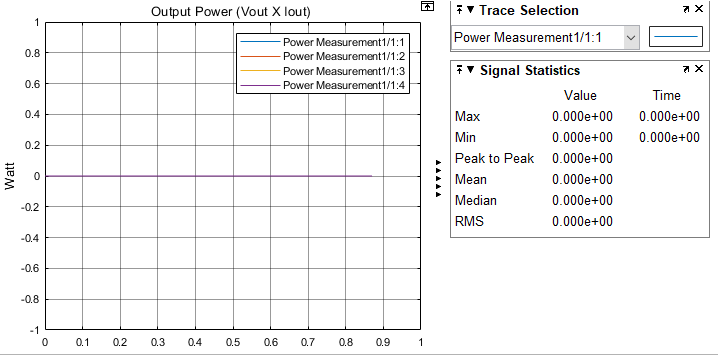 Output Power (Vout X Iout)
Power Measurement1/1:1
Power Measurement1/1:2
Power Measurement1/1:3
Power Measurement1/1:4
1
0.8
0.6
0.4
0.2
0
-0.2
-0.4
-0.6
-0.8
-1
Watt
0 0.1 0.2 0.3 0.4 0.5 0.6 0.7 0.8 0.9 1
Trace Selection
Power Measurement1/1:1
Signal Statistics
Value Time
Max 0.000e+00 0.000e+00
Min 0.000e+00 0.000e+00
Peak to Peak 0.000e+00
Mean 0.000e+00
Median 0.000e+00
RMS 0.000e+00